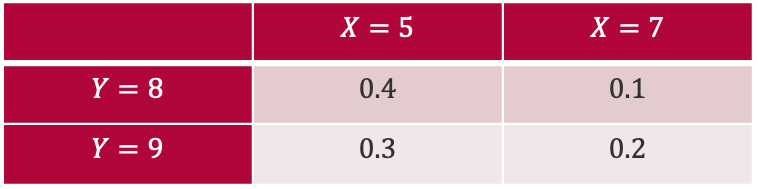 X = 5 X = 7
Y = 8 0.4 0.1
Y = 9 0.3 0.2